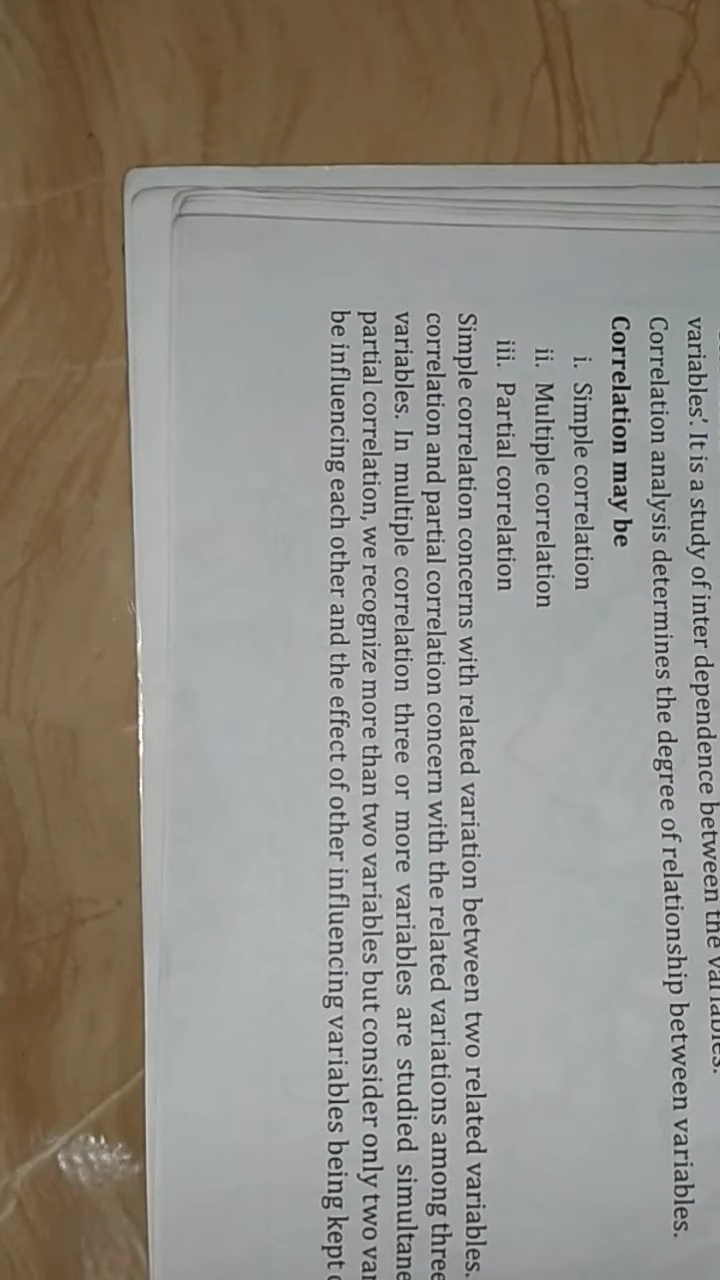 variables'. It is a study of inter dependence between the variables.
Correlation analysis determines the degree of relationship between variables.
Correlation may be
i. Simple correlation
ii. Multiple correlation
iii. Partial correlation
Simple correlation concerns with related variation between two related variables.
correlation and partial correlation concern with the related variations among three
variables. In multiple correlation three or more variables are studied simultane
partial correlation, we recognize more than two variables but consider only two var
be influencing each other and the effect of other influencing variables being kept